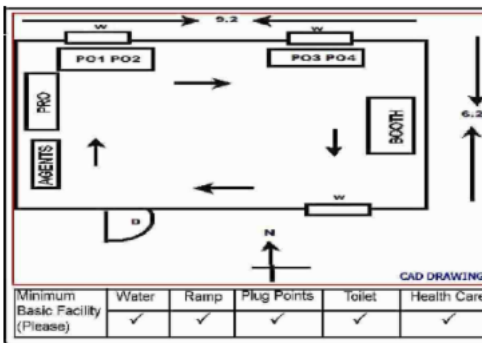 9.2
W W
PO1 PO2 PO3 PO4
PRO
BOOTH
6.2
AGENTS
W
D
N
CAD DRAWING
Minimum Basic Facility (Please) Water Ramp Plug Points Toilet Health Care
✓ ✓ ✓ ✓ ✓